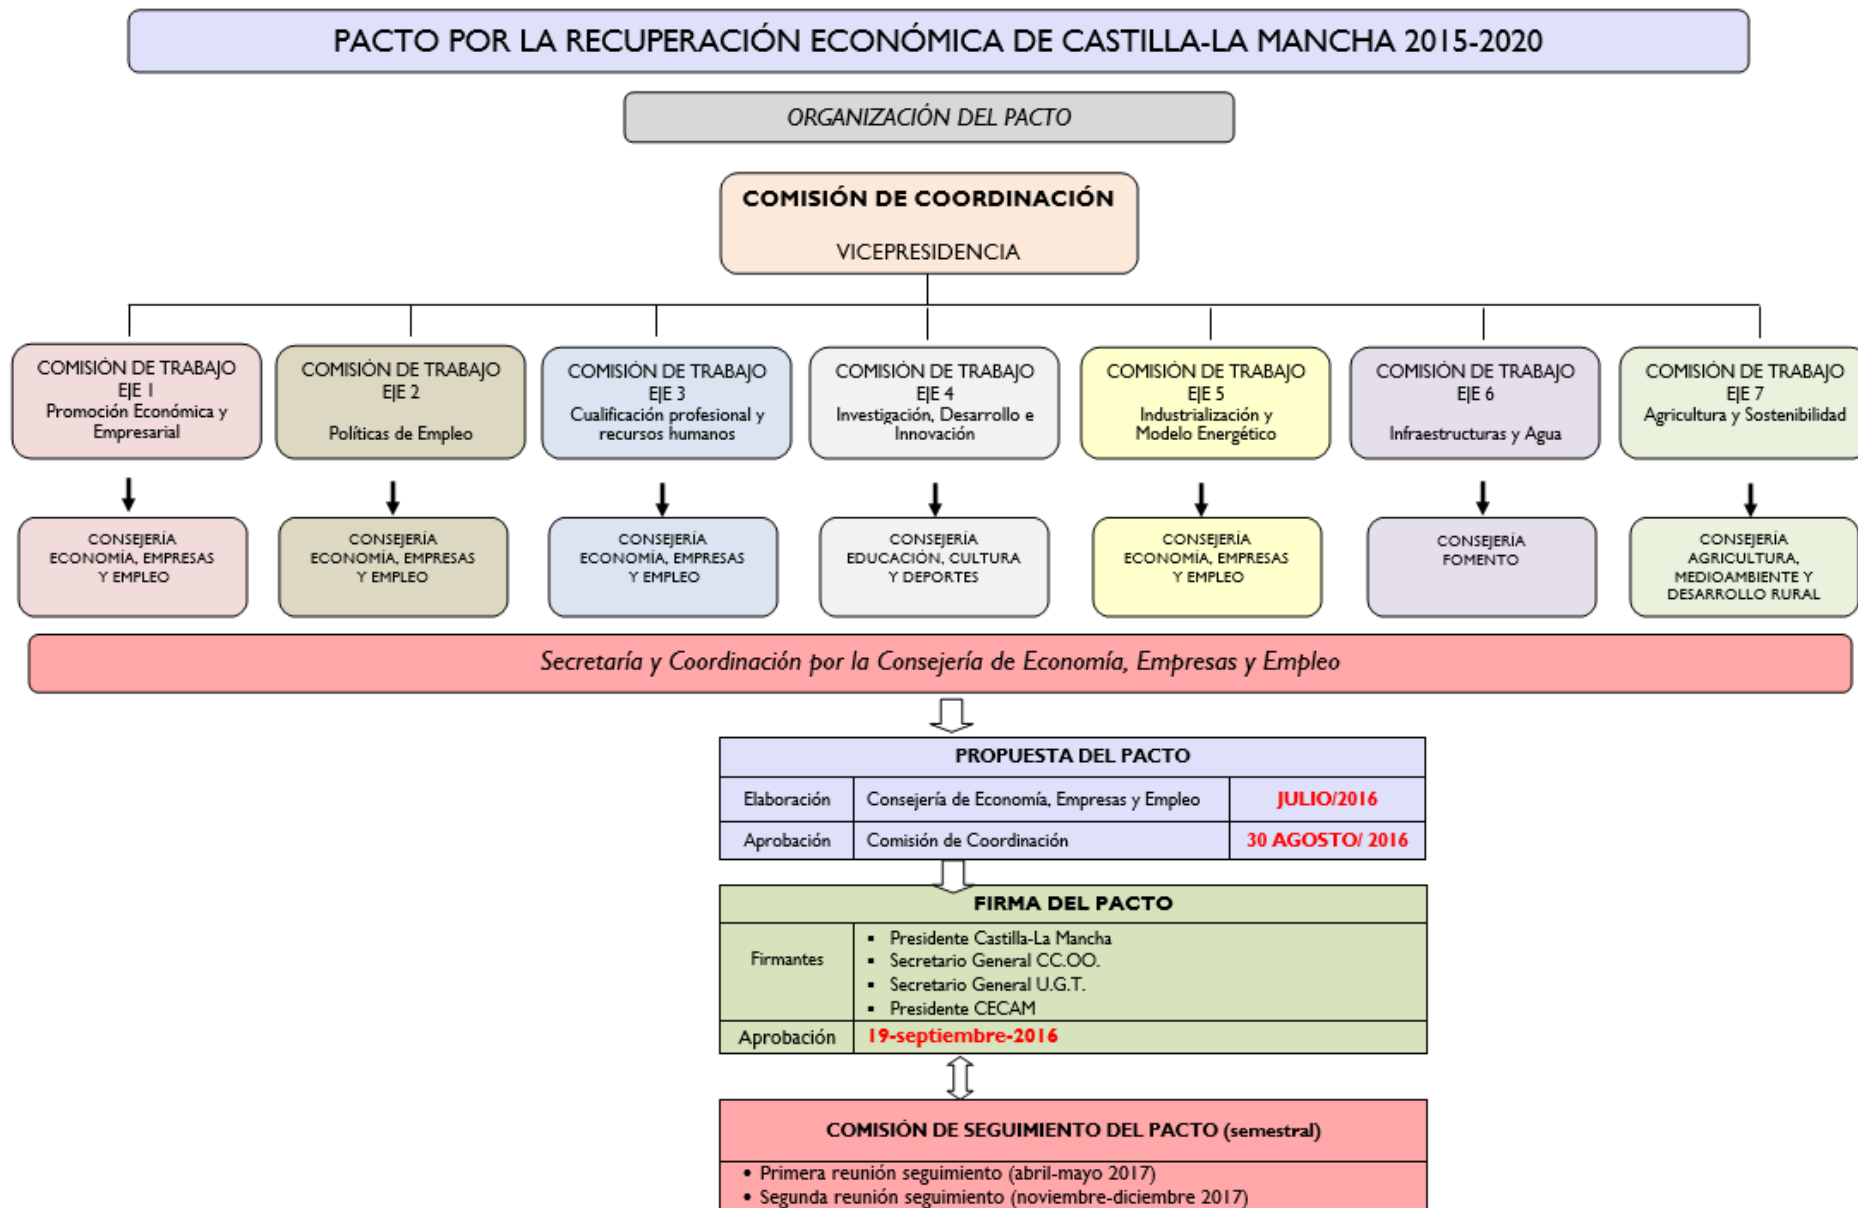 PACTO POR LA RECUPERACIÓN ECONÓMICA DE CASTILLA-LA MANCHA 2015-2020
ORGANIZACIÓN DEL PACTO
COMISIÓN DE COORDINACIÓN
VICEPRESIDENCIA
COMISIÓN DE TRABAJO
EJE 1
Promoción Económica y
Empresarial
COMISIÓN DE TRABAJO
EJE 2
Políticas de Empleo
COMISIÓN DE TRABAJO
EJE 3
Cualificación profesional y
recursos humanos
COMISIÓN DE TRABAJO
EJE 4
Investigación, Desarrollo e
Innovación
COMISIÓN DE TRABAJO
EJE 5
Industrialización y
Modelo Energético
COMISIÓN DE TRABAJO
EJE 6
Infraestructuras y Agua
COMISIÓN DE TRABAJO
EJE 7
Agricultura y Sostenibilidad
CONSEJERÍA
ECONOMÍA, EMPRESAS
Y EMPLEO
CONSEJERÍA
ECONOMÍA, EMPRESAS
Y EMPLEO
CONSEJERÍA
ECONOMÍA, EMPRESAS
Y EMPLEO
CONSEJERÍA
EDUCACIÓN, CULTURA
Y DEPORTES
CONSEJERÍA
ECONOMÍA, EMPRESAS
Y EMPLEO
CONSEJERÍA
FOMENTO
CONSEJERÍA
AGRICULTURA,
MEDIOAMBIENTE Y
DESARROLLO RURAL
Secretaría y Coordinación por la Consejería de Economía, Empresas y Empleo
PROPUESTA DEL PACTO
Elaboración Consejería de Economía, Empresas y Empleo JULIO/2016
Aprobación Comisión de Coordinación 30 AGOSTO/ 2016
FIRMA DEL PACTO
Firmantes
▪ Presidente Castilla-La Mancha
▪ Secretario General CC.OO.
▪ Secretario General U.G.T.
▪ Presidente CECAM
Aprobación 19-septiembre-2016
COMISIÓN DE SEGUIMIENTO DEL PACTO (semestral)
• Primera reunión seguimiento (abril-mayo 2017)
• Segunda reunión seguimiento (noviembre-diciembre 2017)